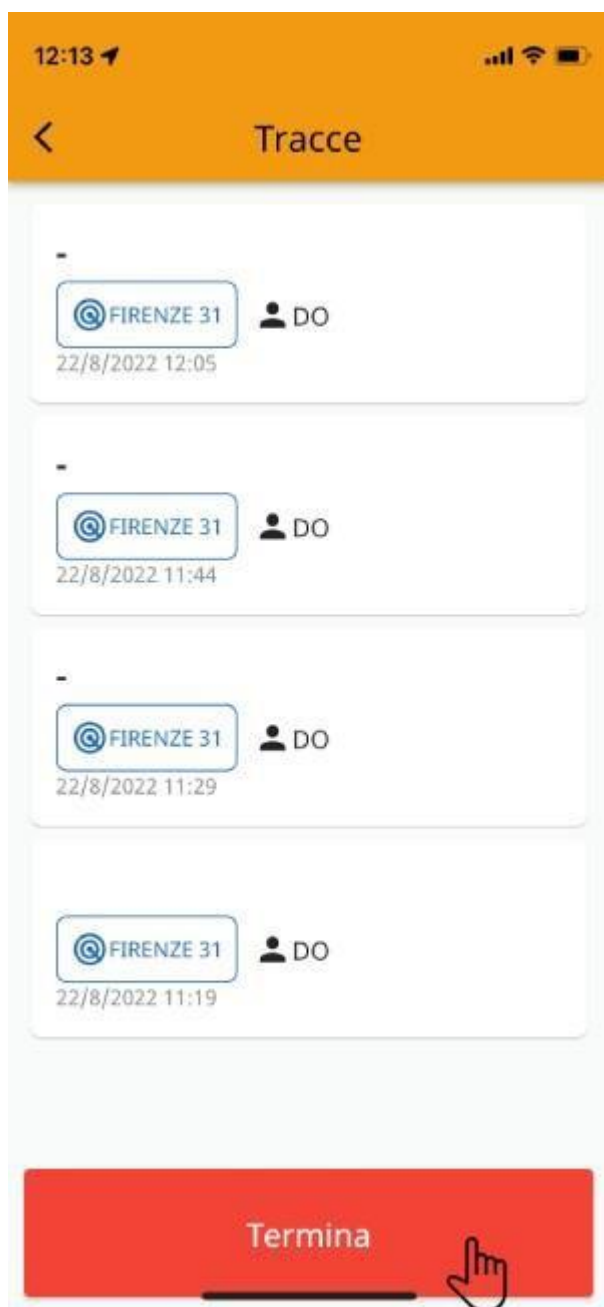 12:13
Tracce
-
FIRENZE 31 DO
22/8/2022 12:05
-
FIRENZE 31 DO
22/8/2022 11:44
-
FIRENZE 31 DO
22/8/2022 11:29
FIRENZE 31 DO
22/8/2022 11:19
Termina